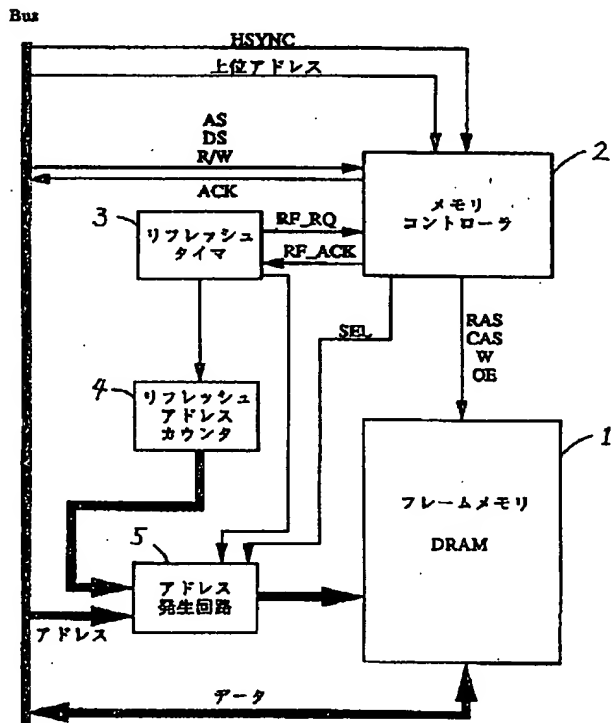 Bus
HSYNC
上位アドレス
AS
DS
R/W
ACK
2
メモリ
コントローラ
3
リフレッシュ
タイマ
RF_RQ
RF_ACK
SEL
RAS
CAS
W
OE
4
リフレッシュ
アドレス
カウンタ
1
フレームメモリ
DRAM
5
アドレス
発生回路
アドレス
データ